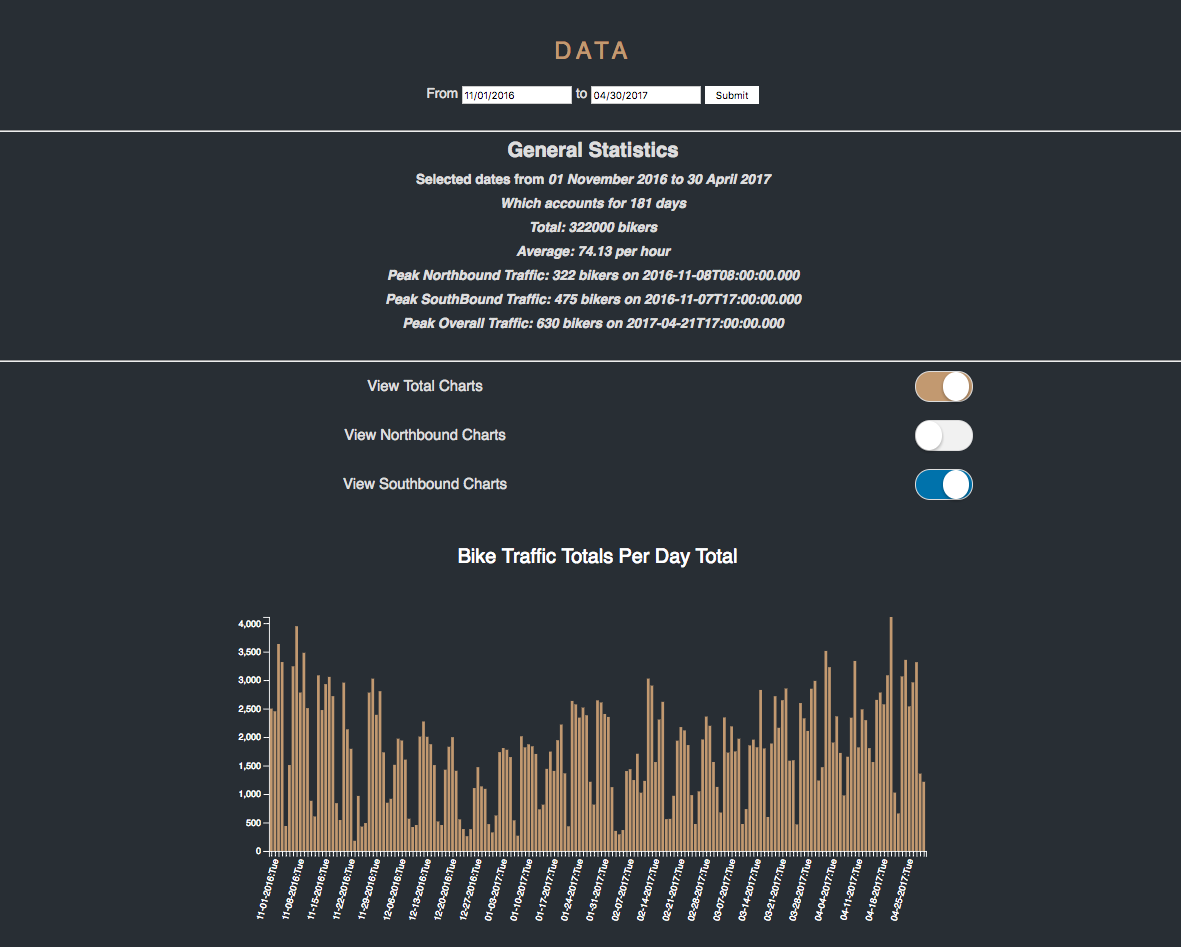 DATA
From 11/01/2016 to 04/30/2017 Submit
General Statistics
Selected dates from 01 November 2016 to 30 April 2017
Which accounts for 181 days
Total: 322000 bikers
Average: 74.13 per hour
Peak Northbound Traffic: 322 bikers on 2016-11-08T08:00:00.000
Peak SouthBound Traffic: 475 bikers on 2016-11-07T17:00:00.000
Peak Overall Traffic: 630 bikers on 2017-04-21T17:00:00.000
View Total Charts
View Northbound Charts
View Southbound Charts
Bike Traffic Totals Per Day Total
4,000
3,500
3,000
2,500
2,000
1,500
1,000
500
0
11-01-2016:Tue
11-08-2016:Tue
11-15-2016:Tue
11-22-2016:Tue
11-29-2016:Tue
12-06-2016:Tue
12-13-2016:Tue
12-20-2016:Tue
12-27-2016:Tue
01-03-2017:Tue
01-10-2017:Tue
01-17-2017:Tue
01-24-2017:Tue
01-31-2017:Tue
02-07-2017:Tue
02-14-2017:Tue
02-21-2017:Tue
02-28-2017:Tue
03-07-2017:Tue
03-14-2017:Tue
03-21-2017:Tue
03-28-2017:Tue
04-04-2017:Tue
04-11-2017:Tue
04-18-2017:Tue
04-25-2017:Tue